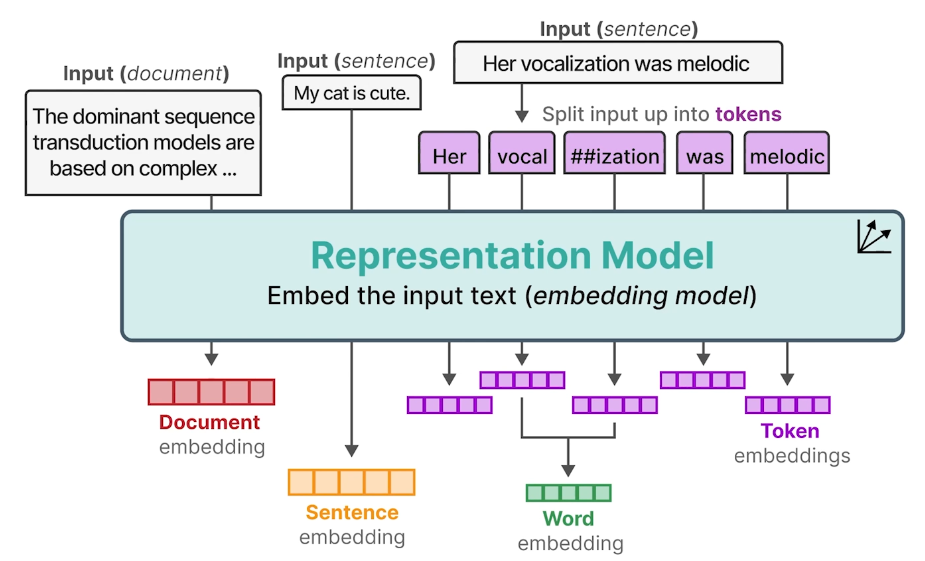 Input (document)
The dominant sequence
transduction models are
based on complex ...
Input (sentence)
My cat is cute.
Input (sentence)
Her vocalization was melodic
Split input up into tokens
Her
vocal
##ization
was
melodic
Representation Model
Embed the input text (embedding model)
Document
embedding
Sentence
embedding
Word
embedding
Token
embeddings